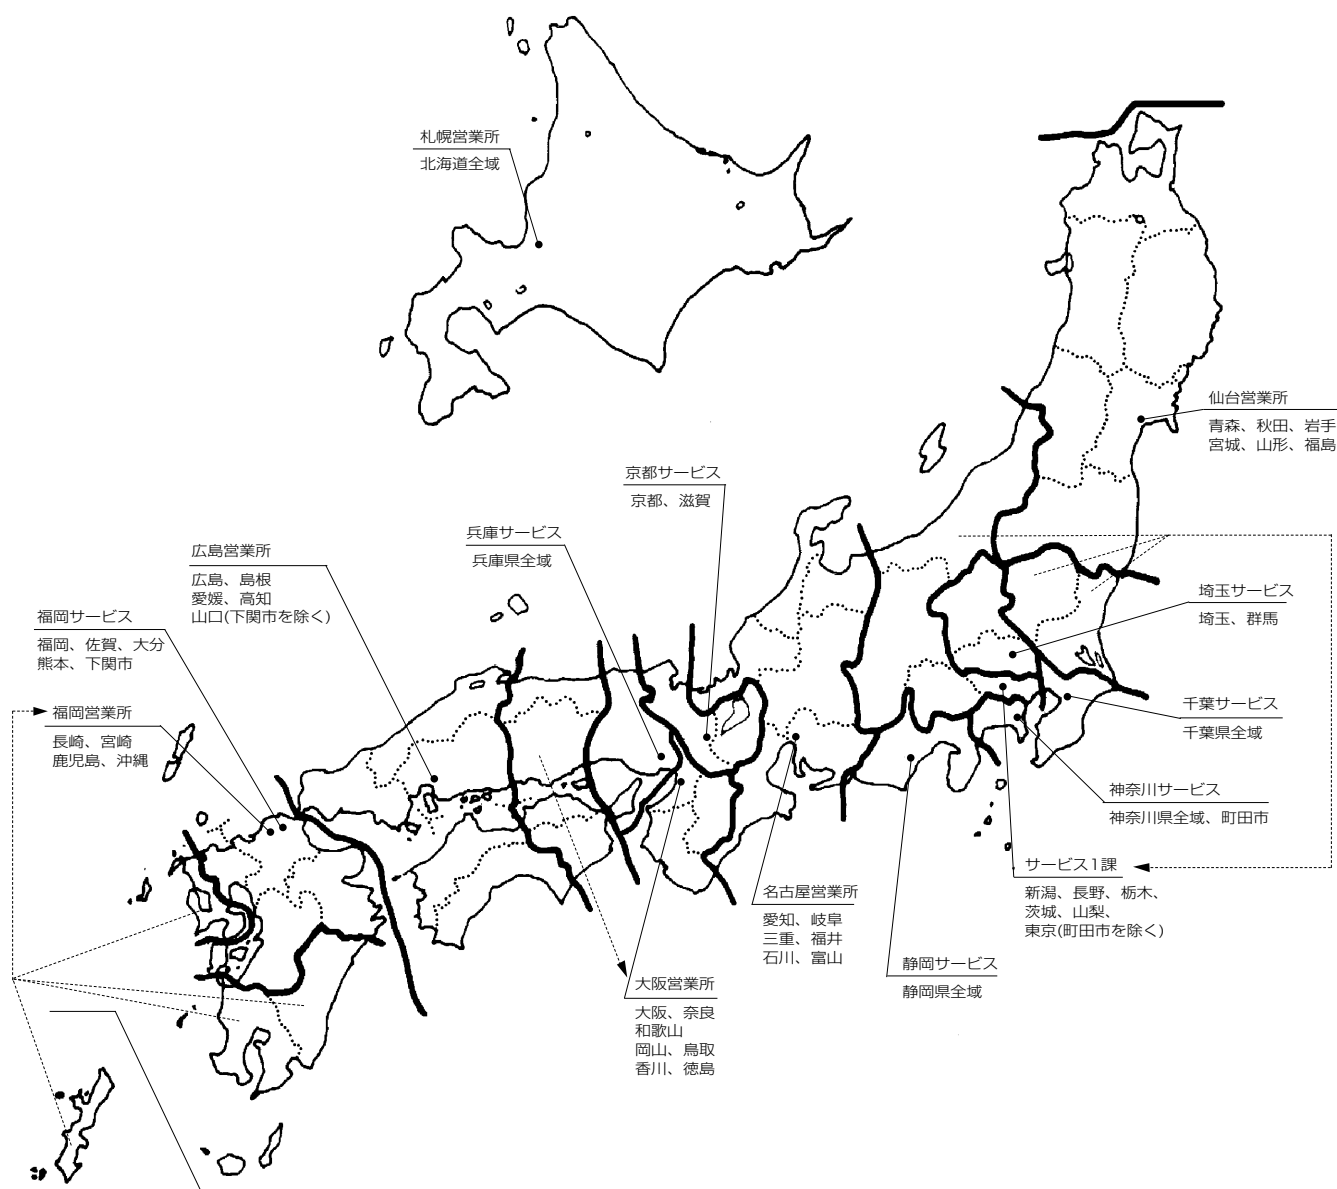 札幌営業所
北海道全域
仙台営業所
青森、秋田、岩手
宮城、山形、福島
京都サービス
京都、滋賀
兵庫サービス
兵庫県全域
広島営業所
広島、島根
愛媛、高知
山口(下関市を除く)
福岡サービス
福岡、佐賀、大分
熊本、下関市
福岡営業所
長崎、宮崎
鹿児島、沖縄
埼玉サービス
埼玉、群馬
千葉サービス
千葉県全域
神奈川サービス
神奈川県全域、町田市
サービス1課
新潟、長野、栃木、
茨城、山梨、
東京(町田市を除く)
名古屋営業所
愛知、岐阜
三重、福井
石川、富山
静岡サービス
静岡県全域
大阪営業所
大阪、奈良
和歌山
岡山、鳥取
香川、徳島